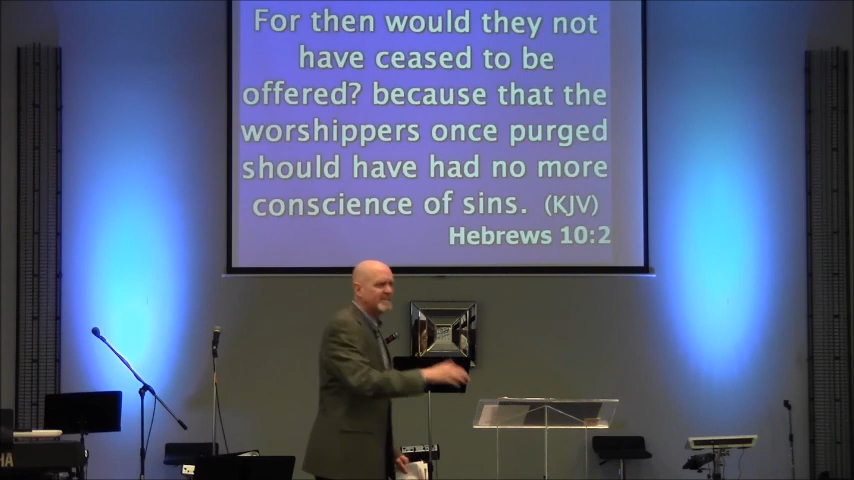 For then would they not
have ceased to be
offered? because that the
worshippers once purged
should have had no more
conscience of sins. (KJV)
Hebrews 10:2
HA